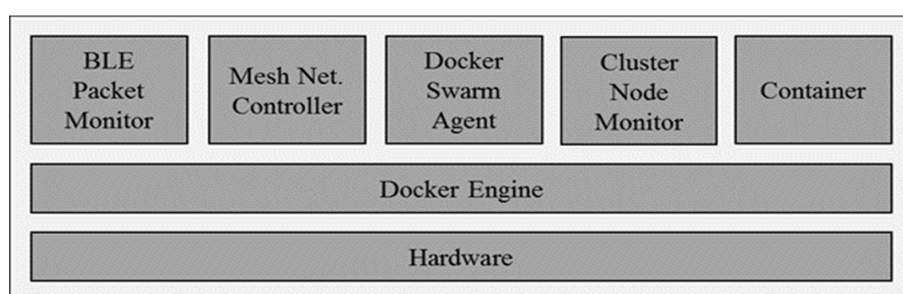 BLE
Packet
Monitor
Mesh Net.
Controller
Docker
Swarm
Agent
Cluster
Node
Monitor
Container
Docker Engine
Hardware